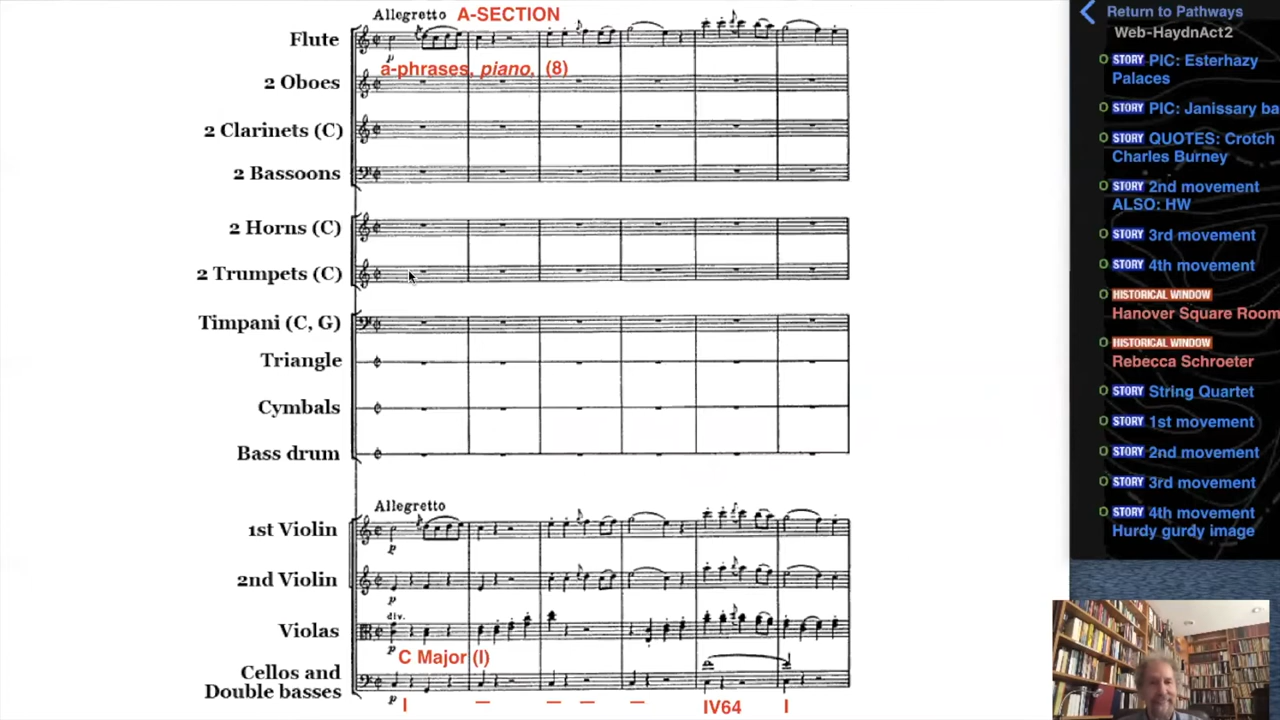 Allegretto A-SECTION
Flute
p
a-phrases, piano, (8)
2 Oboes
2 Clarinets (C)
2 Bassoons
2 Horns (C)
2 Trumpets (C)
Timpani (C, G)
Triangle
Cymbals
Bass drum
Allegretto
1st Violin
p
2nd Violin
p
div.
Violas
p
C Major (I)
Cellos and
Double basses
p
I — — — — IV64 I
Return to Pathways
Web-HaydnAct2
STORY PIC: Esterhazy
Palaces
STORY PIC: Janissary ba
STORY QUOTES: Crotch
Charles Burney
STORY 2nd movement
ALSO: HW
STORY 3rd movement
STORY 4th movement
HISTORICAL WINDOW
Hanover Square Room
HISTORICAL WINDOW
Rebecca Schroeter
STORY String Quartet
STORY 1st movement
STORY 2nd movement
STORY 3rd movement
STORY 4th movement
Hurdy gurdy image